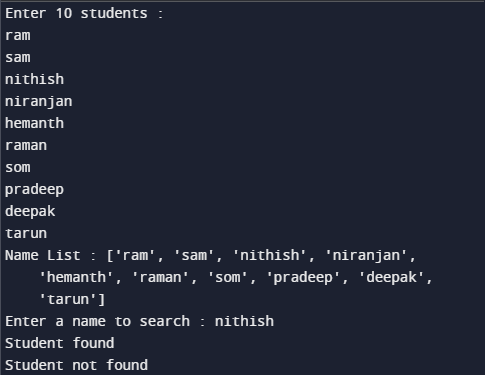 Enter 10 students :
ram
sam
nithish
niranjan
hemanth
raman
som
pradeep
deepak
tarun
Name List : ['ram', 'sam', 'nithish', 'niranjan',
'hemanth', 'raman', 'som', 'pradeep', 'deepak',
'tarun']
Enter a name to search : nithish
Student found
Student not found